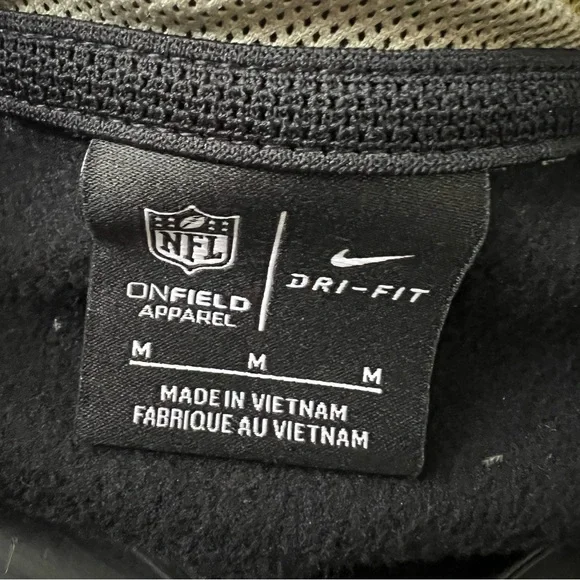 NFL
ONFIELD
APPAREL
DRI-FIT
M M M
MADE IN VIETNAM
FABRIQUE AU VIETNAM